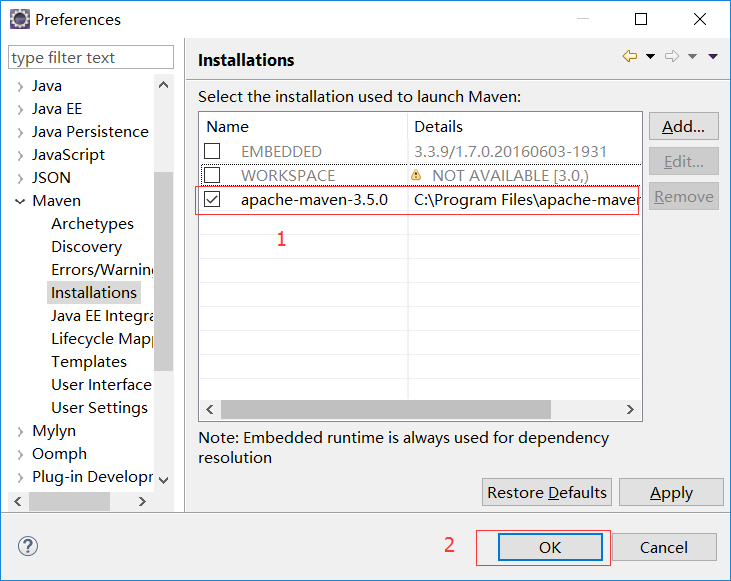 Preferences
type filter text
Java
Java EE
Java Persistence
JavaScript
JSON
Maven
Archetypes
Discovery
Errors/Warning
Installations
Java EE Integra
Lifecycle Mapp
Templates
User Interface
User Settings
Mylyn
Oomph
Plug-in Developm
Installations
Select the installation used to launch Maven:
Name Details
EMBEDDED 3.3.9/1.7.0.20160603-1931
WORKSPACE NOT AVAILABLE [3.0,)
apache-maven-3.5.0 C:\Program Files\apache-maven
1
Add...
Edit...
Remove
Note: Embedded runtime is always used for dependency
resolution
Restore Defaults Apply
2 OK Cancel